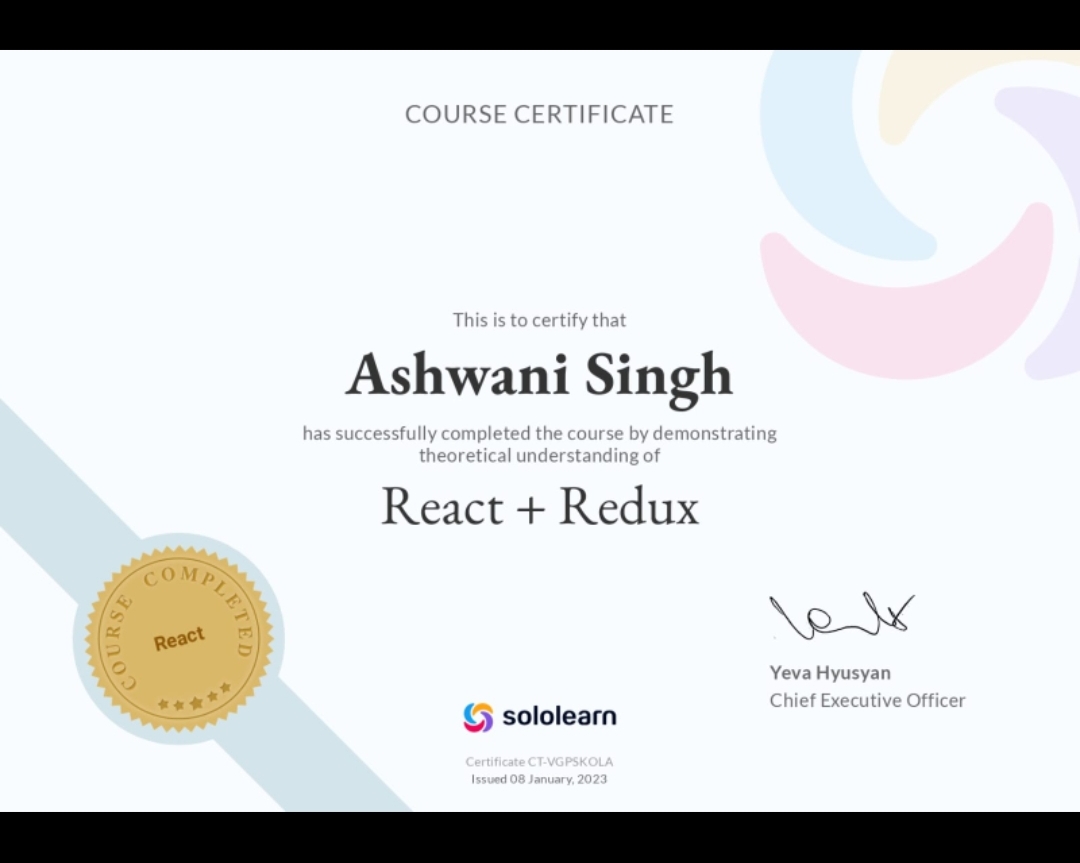 COURSE CERTIFICATE
This is to certify that
Ashwani Singh
has successfully completed the course by demonstrating
theoretical understanding of
React + Redux
COURSE COMPLETED
React
Yeva Hyusyan
Chief Executive Officer
sololearn
Certificate CT-VGPSKOLA
Issued 08 January, 2023